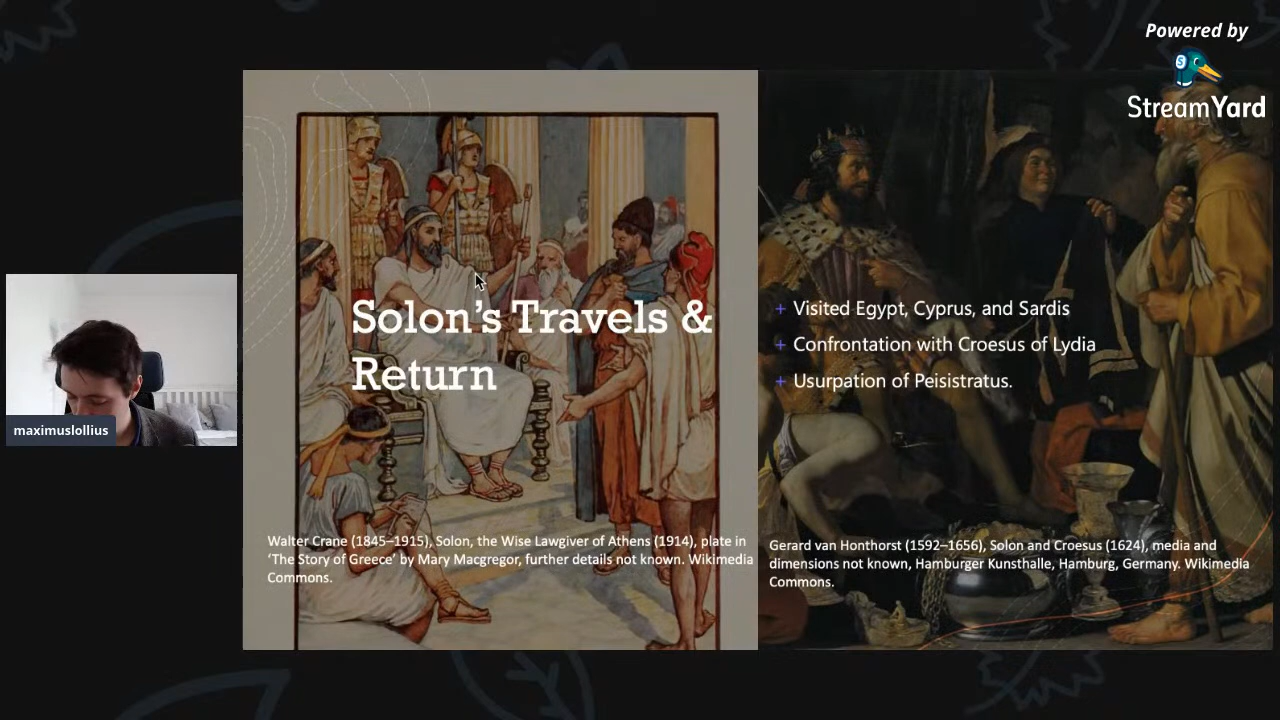 Powered by
StreamYard
Solon's Travels &
Return
+ Visited Egypt, Cyprus, and Sardis
+ Confrontation with Croesus of Lydia
+ Usurpation of Peisistratus.
maximuslollius
Walter Crane (1845–1915), Solon, the Wise Lawgiver of Athens (1914), plate in
‘The Story of Greece’ by Mary Macgregor, further details not known. Wikimedia
Commons.
Gerard van Honthorst (1592–1656), Solon and Croesus (1624), media and
dimensions not known, Hamburger Kunsthalle, Hamburg, Germany. Wikimedia
Commons.